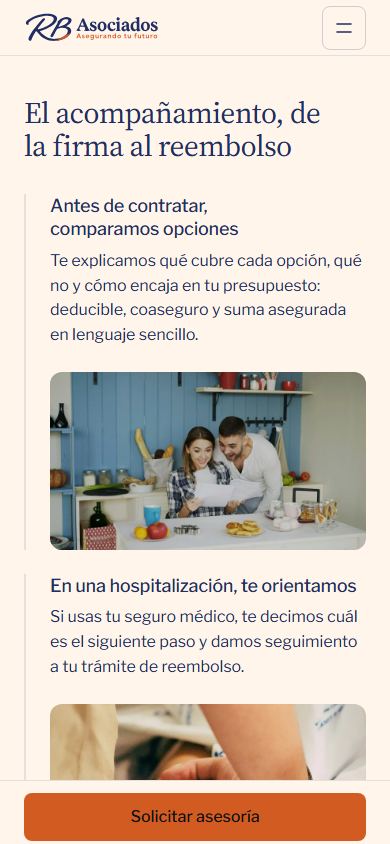 RB Asociados
Asegurando tu futuro
El acompañamiento, de
la firma al reembolso
Antes de contratar,
comparamos opciones
Te explicamos qué cubre cada opción, qué
no y cómo encaja en tu presupuesto:
deducible, coaseguro y suma asegurada
en lenguaje sencillo.
En una hospitalización, te orientamos
Si usas tu seguro médico, te decimos cuál
es el siguiente paso y damos seguimiento
a tu trámite de reembolso.
Solicitar asesoría